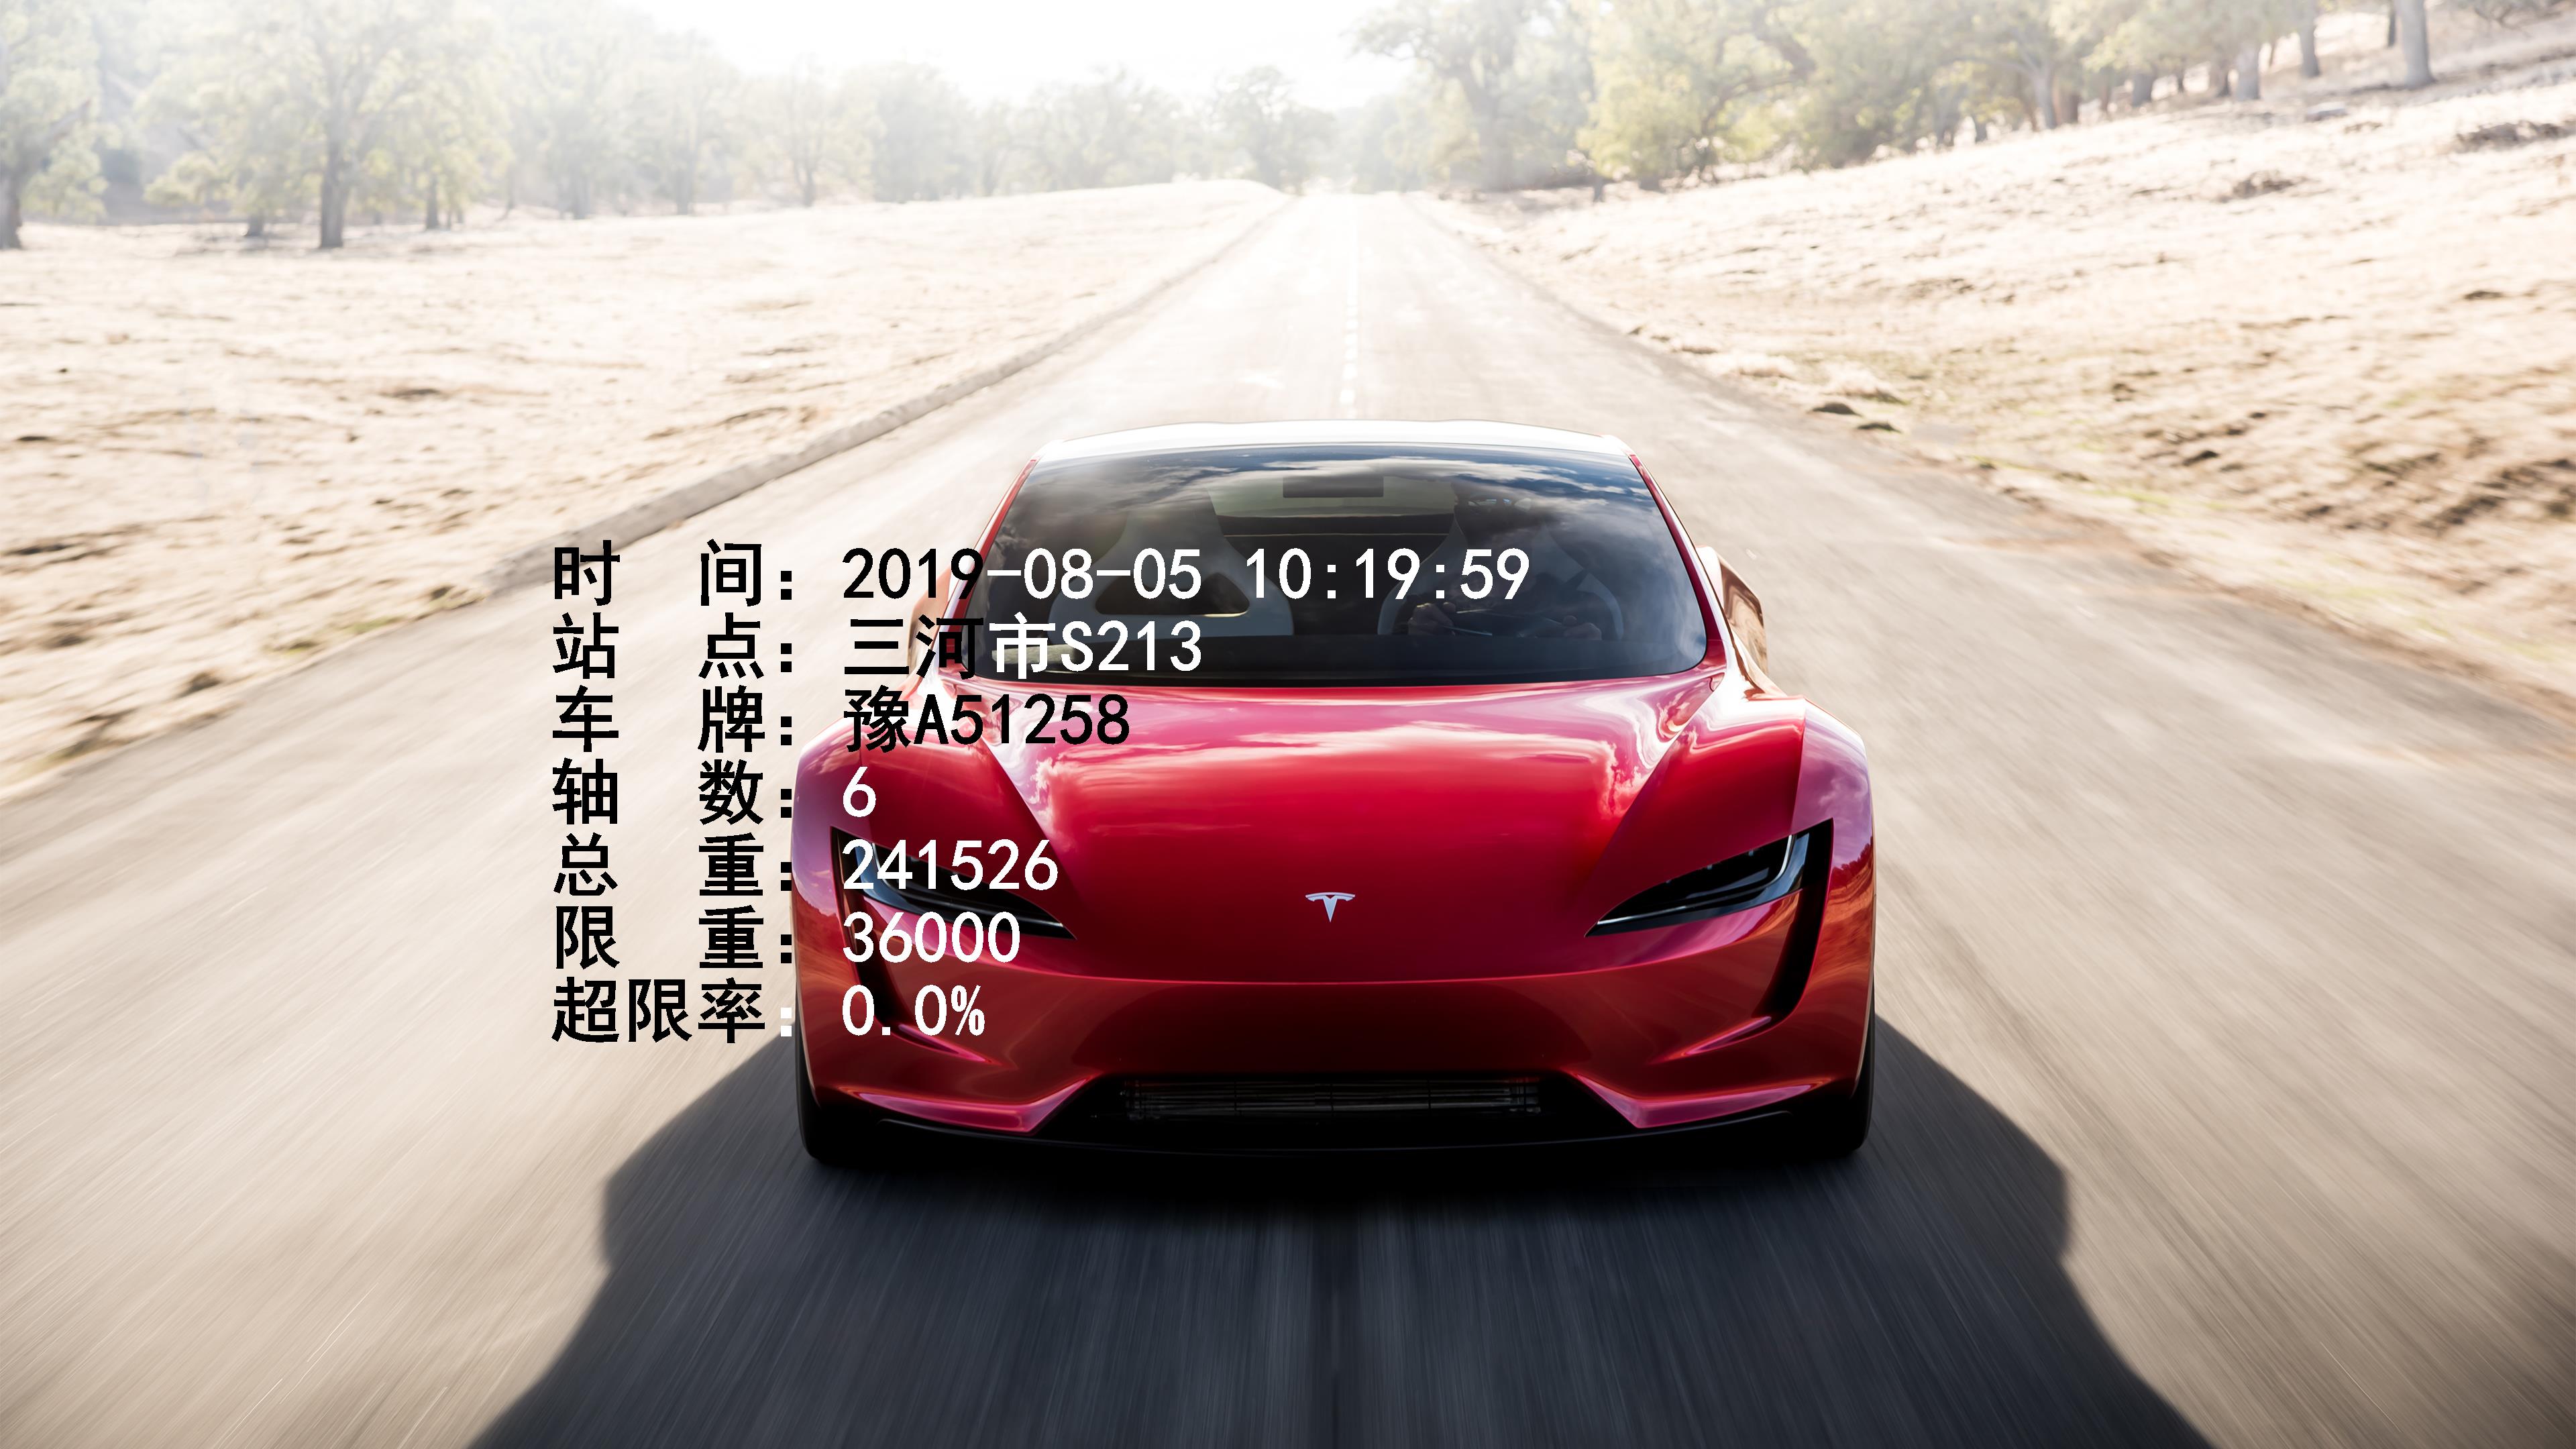 时　间：2019-08-05 10:19:59
站　点：三河市S213
车　牌：豫A51258
轴　数：6
总　重：241526
限　重：36000
超限率：0.0%